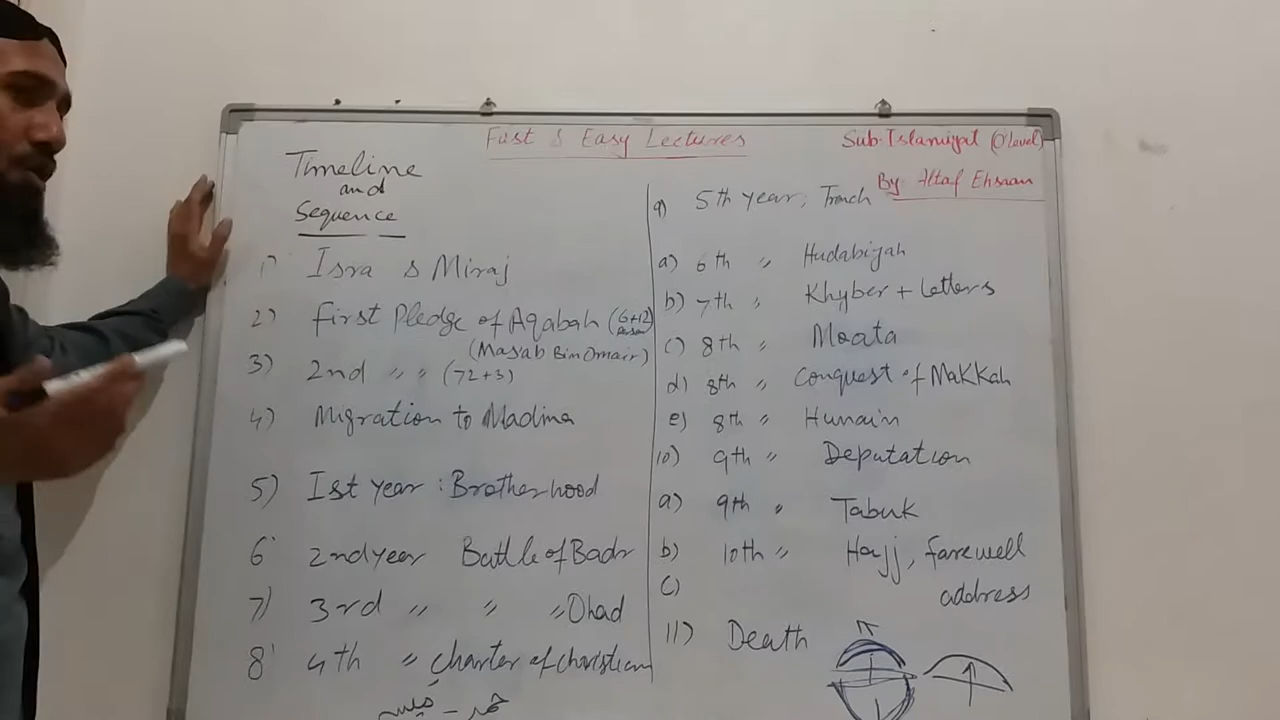 Fast & Easy Lectures
Sub: Islamiyat (O'level)
By: Altaf Ehsaan
Timeline
and
Sequence
1) Isra & Miraj
2) First Pledge of Aqabah (6+12)
(Masab Bin Omair)
3) 2nd " " (72+3)
4) Migration to Madina
5) Ist year : Brotherhood
6 2nd year Battle of Badr
7) 3rd " " " Ohad
8 4th " Charter of Christian
9) 5th year, Trench
a) 6th " Hudabiyah
b) 7th " Khyber + Letters
c) 8th " Moata
d) 8th " Conquest of Makkah
e) 8th " Hunain
10) 9th " Deputation
a) 9th " Tabuk
b) 10th " Hajj, farewell
c) address
11) Death